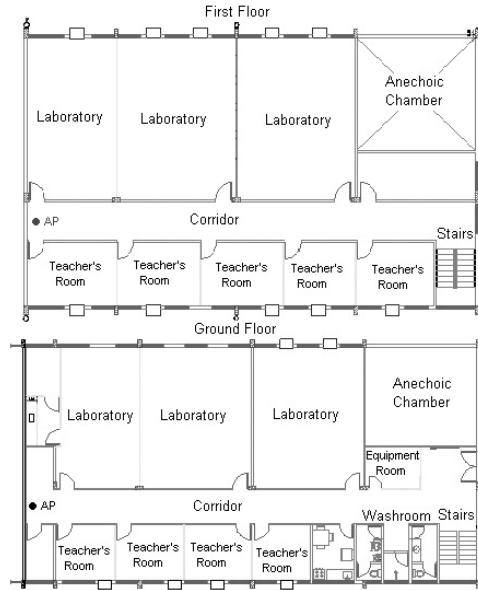 First Floor
Anechoic
Chamber
Laboratory
Laboratory
Laboratory
AP
Corridor
Stairs
Teacher's
Room
Teacher's
Room
Teacher's
Room
Teacher's
Room
Teacher's
Room
Ground Floor
Anechoic
Chamber
Laboratory
Laboratory
Laboratory
Equipment
Room
AP
Corridor
Washroom
Stairs
Teacher's
Room
Teacher's
Room
Teacher's
Room
Teacher's
Room